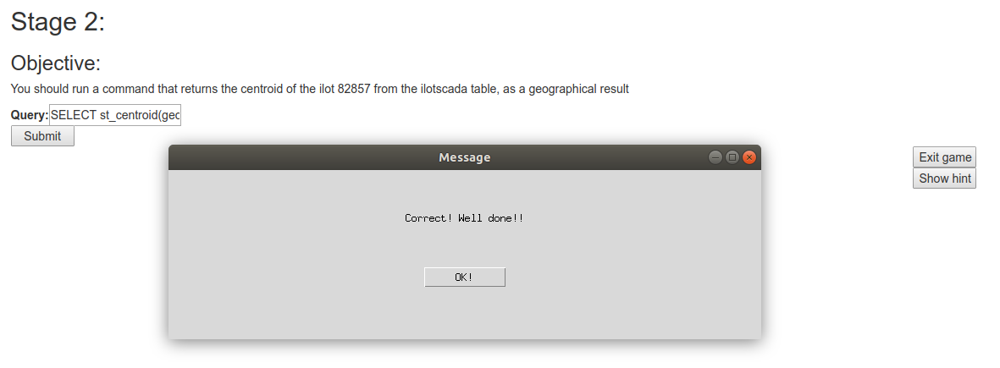 Stage 2:
Objective:
You should run a command that returns the centroid of the ilot 82857 from the ilotscada table, as a geographical result
Query: SELECT st_centroid(geo
Submit
Message
Exit game
Show hint
Correct! Well done!!
OK!